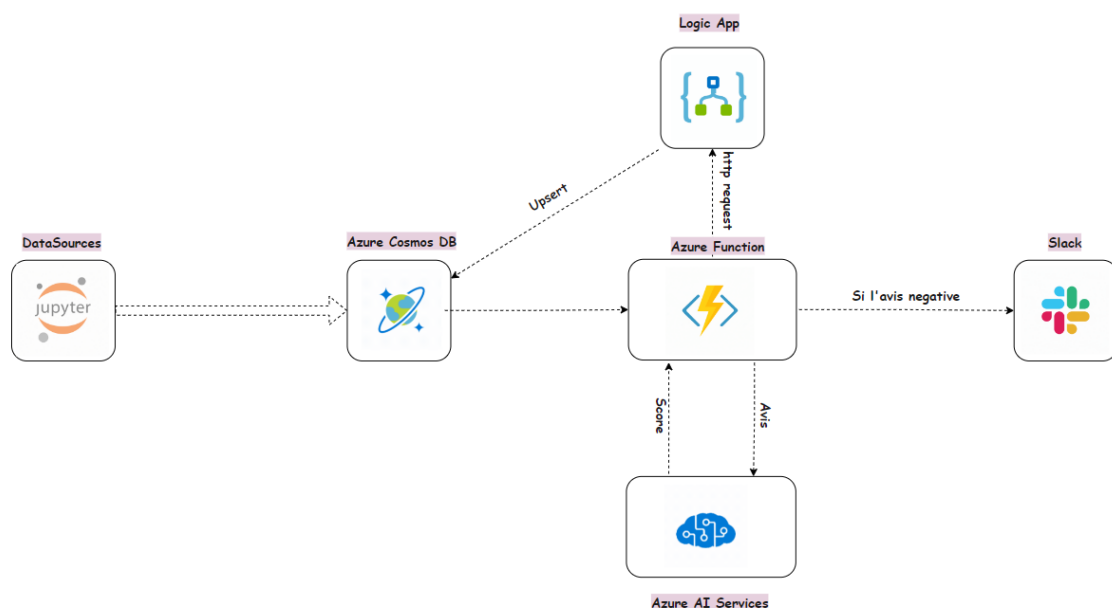 Logic App
http request
Upsert
DataSources
Azure Cosmos DB
Azure Function
Slack
jupyter
Si l'avis negative
Score
Avis
Azure AI Services